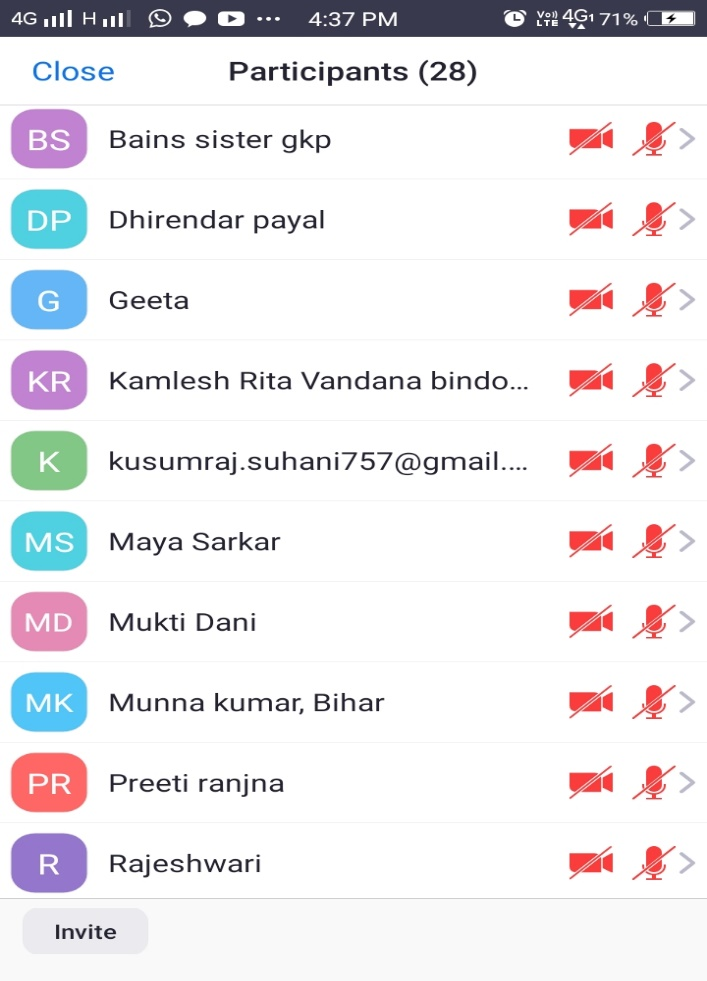 4G H 4:37 PM Vo)) LTE 4G1 71%
Close Participants (28)
BS Bains sister gkp
DP Dhirendar payal
G Geeta
KR Kamlesh Rita Vandana bindo...
K kusumraj.suhani757@gmail....
MS Maya Sarkar
MD Mukti Dani
MK Munna kumar, Bihar
PR Preeti ranjna
R Rajeshwari
Invite